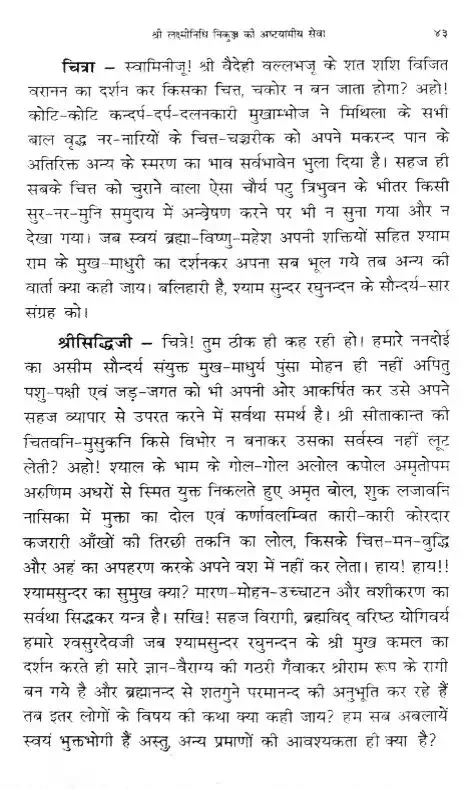 श्री लक्ष्मीनिधि निकुञ्ज की अष्टयामीय सेवा ४३
चित्रा – स्वामिनीजू! श्री वैदेही वल्लभजू के शत शशि विजित
वरानन का दर्शन कर किसका चित्त, चकोर न बन जाता होगा? अहो!
कोटि-कोटि कन्दर्प-दर्प-दलनकारी मुखाम्भोज ने मिथिला के सभी
बाल वृद्ध नर-नारियों के चित्त-चञ्चरीक को अपने मकरन्द पान के
अतिरिक्त अन्य के स्मरण का भाव सर्वभावेन भुला दिया है। सहज ही
सबके चित्त को चुराने वाला ऐसा चौर्य पटु त्रिभुवन के भीतर किसी
सुर-नर-मुनि समुदाय में अन्वेषण करने पर भी न सुना गया और न
देखा गया। जब स्वयं ब्रह्मा-विष्णु-महेश अपनी शक्तियों सहित श्याम
राम के मुख-माधुरी का दर्शनकर अपना सब भूल गये तब अन्य की
वार्ता क्या कही जाय। बलिहारी है, श्याम सुन्दर रघुनन्दन के सौन्दर्य-सार
संग्रह को।
श्रीसिद्धिजी – चित्रे! तुम ठीक ही कह रही हो। हमारे ननदोई
का असीम सौन्दर्य संयुक्त मुख-माधुर्य पुंसा मोहन ही नहीं अपितु
पशु-पक्षी एवं जड़-जगत को भी अपनी ओर आकर्षित कर उसे अपने
सहज व्यापार से उपरत करने में सर्वथा समर्थ है। श्री सीताकान्त की
चितवनि-मुसुकनि किसे विभोर न बनाकर उसका सर्वस्व नहीं लूट
लेती? अहो! श्याल के भाम के गोल-गोल अलोल कपोल अमृतोपम
अरुणिम अधरों से स्मित युक्त निकलते हुए अमृत बोल, शुक लजावनि
नासिका में मुक्ता का दोल एवं कर्णावलम्बित कारी-कारी कोरदार
कजरारी आँखों को तिरछी तकनि का लोल, किसके चित्त-मन-बुद्धि
और अहं का अपहरण करके अपने वश में नहीं कर लेता। हाय! हाय!!
श्यामसुन्दर का सुमुख क्या? मारण-मोहन-उच्चाटन और वशीकरण का
सर्वथा सिद्धकर यन्त्र है। सखि! सहज विरागी, ब्रह्मविद् वरिष्ठ योगिवर्य
हमारे श्वसुरदेवजी जब श्यामसुन्दर रघुनन्दन के श्री मुख कमल का
दर्शन करते ही सारे ज्ञान-वैराग्य की गठरी गँवाकर श्रीराम रूप के रागी
बन गये है और ब्रह्मानन्द से शतगुने परमानन्द की अनुभूति कर रहे हैं
तब इतर लोगों के विषय की कथा क्या कही जाय? हम सब अबलायें
स्वयं भुक्तभोगी हैं अस्तु, अन्य प्रमाणों की आवश्यकता ही क्या है?